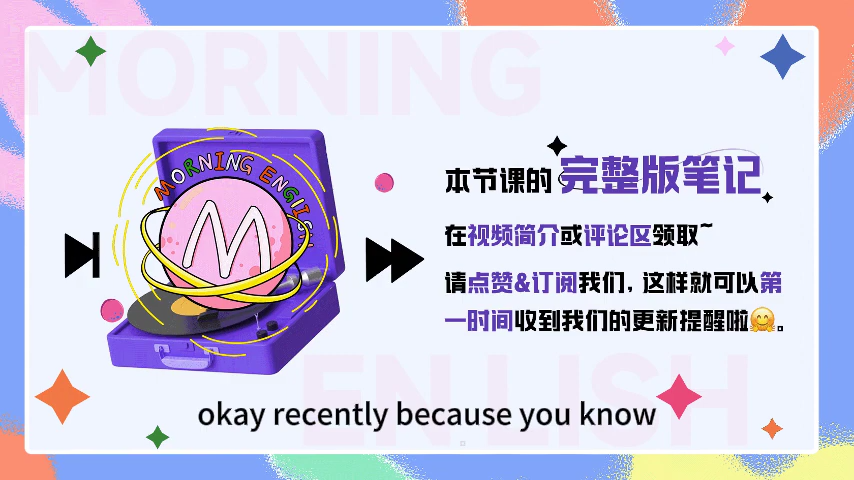 MORNING
MORNING ENGLISH
M
本节课的 完整版笔记
在视频简介或评论区领取~
请点赞&订阅我们, 这样就可以第
一时间收到我们的更新提醒啦🤗。
EN LISH
okay recently because you know